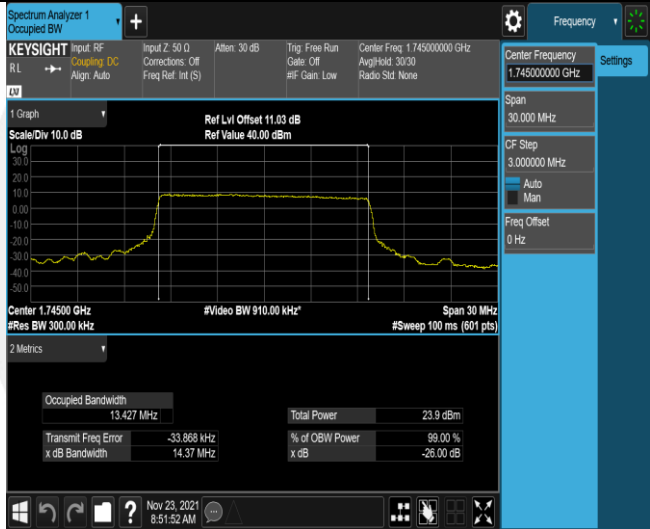 Spectrum Analyzer 1
Occupied BW
Frequency
KEYSIGHT
RL
LXI
Input: RF
Coupling: DC
Align: Auto
Input Z: 50 Ω
Corrections: Off
Freq Ref: Int (S)
Atten: 30 dB
Trig: Free Run
Gate: Off
#IF Gain: Low
Center Freq: 1.745000000 GHz
Avg|Hold: 30/30
Radio Std: None
Center Frequency
1.745000000 GHz
Settings
Span
30.000 MHz
CF Step
3.000000 MHz
Auto
Man
Freq Offset
0 Hz
1 Graph
Scale/Div 10.0 dB
Ref Lvl Offset 11.03 dB
Ref Value 40.00 dBm
Log
30.0
20.0
10.0
0.00
-10.0
-20.0
-30.0
-40.0
-50.0
Center 1.74500 GHz
#Video BW 910.00 kHz*
Span 30 MHz
#Res BW 300.00 kHz
#Sweep 100 ms (601 pts)
2 Metrics
Occupied Bandwidth
13.427 MHz
Total Power 23.9 dBm
Transmit Freq Error -33.868 kHz
% of OBW Power 99.00 %
x dB Bandwidth 14.37 MHz
x dB -26.00 dB
?
Nov 23, 2021
8:51:52 AM